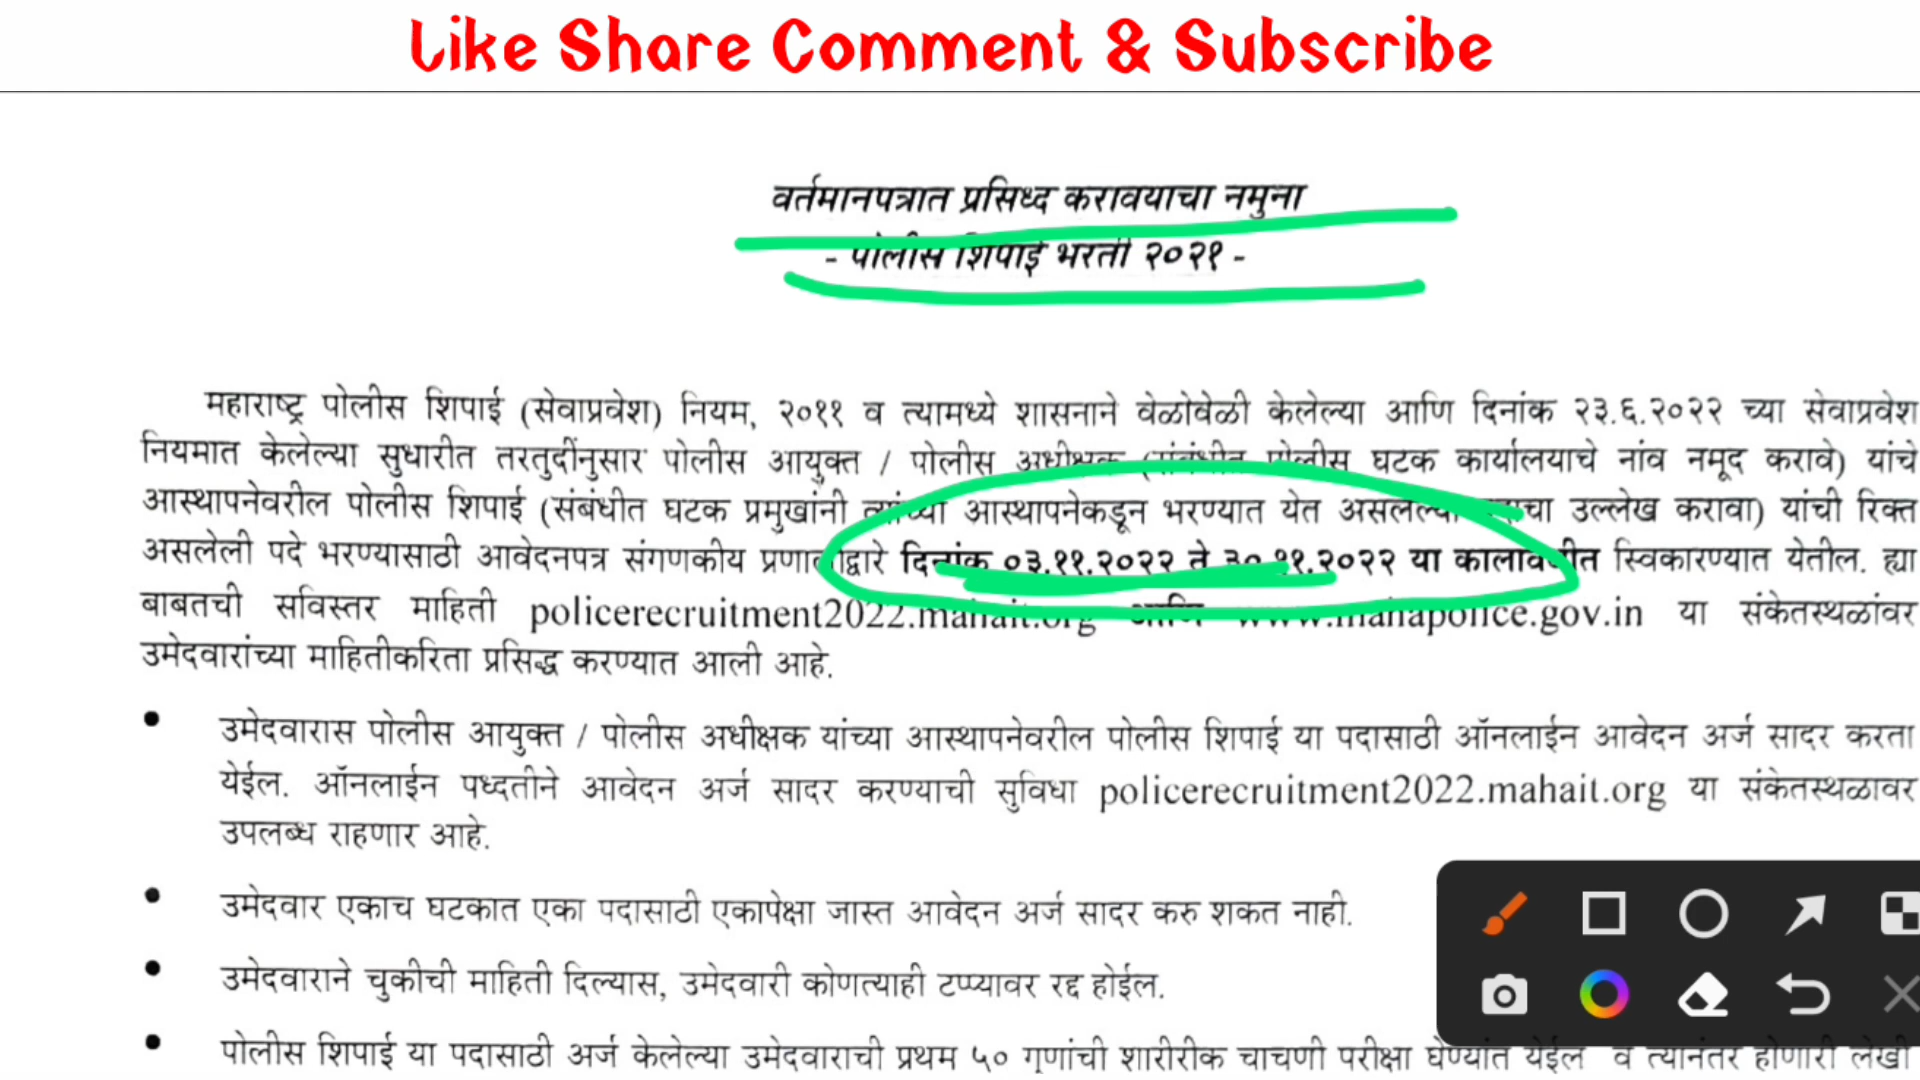 Like Share Comment & Subscribe
वर्तमानपत्रात प्रसिध्द करावयाचा नमुना
- पोलीस शिपाई भरती २०२१ -
महाराष्ट्र पोलीस शिपाई (सेवाप्रवेश) नियम, २०११ व त्यामध्ये शासनाने वेळोवेळी केलेल्या आणि दिनांक २३.६.२०२२ च्या सेवाप्रवेश
नियमात केलेल्या सुधारीत तरतुदींनुसार पोलीस आयुक्त / पोलीस अधीक्षक (संबंधीत पोलीस घटक कार्यालयाचे नांव नमूद करावे) यांचे
आस्थापनेवरील पोलीस शिपाई (संबंधीत घटक प्रमुखांनी त्यांच्या आस्थापनेकडून भरण्यात येत असलेल्या उल्लेख करावा) यांची रिक्त
असलेली पदे भरण्यासाठी आवेदनपत्र संगणकीय प्रणालीद्वारे दिनांक ०३.११.२०२२ ते ३०.११.२०२२ या कालावधीत स्विकारण्यात येतील. ह्या
बाबतची सविस्तर माहिती policerecruitment2022.mahait.org आणि www.mahapolice.gov.in या संकेतस्थळांवर
उमेदवारांच्या माहितीकरिता प्रसिद्ध करण्यात आली आहे.
• उमेदवारास पोलीस आयुक्त / पोलीस अधीक्षक यांच्या आस्थापनेवरील पोलीस शिपाई या पदासाठी ऑनलाईन आवेदन अर्ज सादर करता
येईल. ऑनलाईन पध्दतीने आवेदन अर्ज सादर करण्याची सुविधा policerecruitment2022.mahait.org या संकेतस्थळावर
उपलब्ध राहणार आहे.
• उमेदवार एकाच घटकात एका पदासाठी एकापेक्षा जास्त आवेदन अर्ज सादर करु शकत नाही.
• उमेदवाराने चुकीची माहिती दिल्यास, उमेदवारी कोणत्याही टप्प्यावर रद्द होईल.
• पोलीस शिपाई या पदासाठी अर्ज केलेल्या उमेदवाराची प्रथम ५० गुणांची शारीरीक चाचणी परीक्षा घेण्यात येईल व त्यानंतर होणारी लेखी